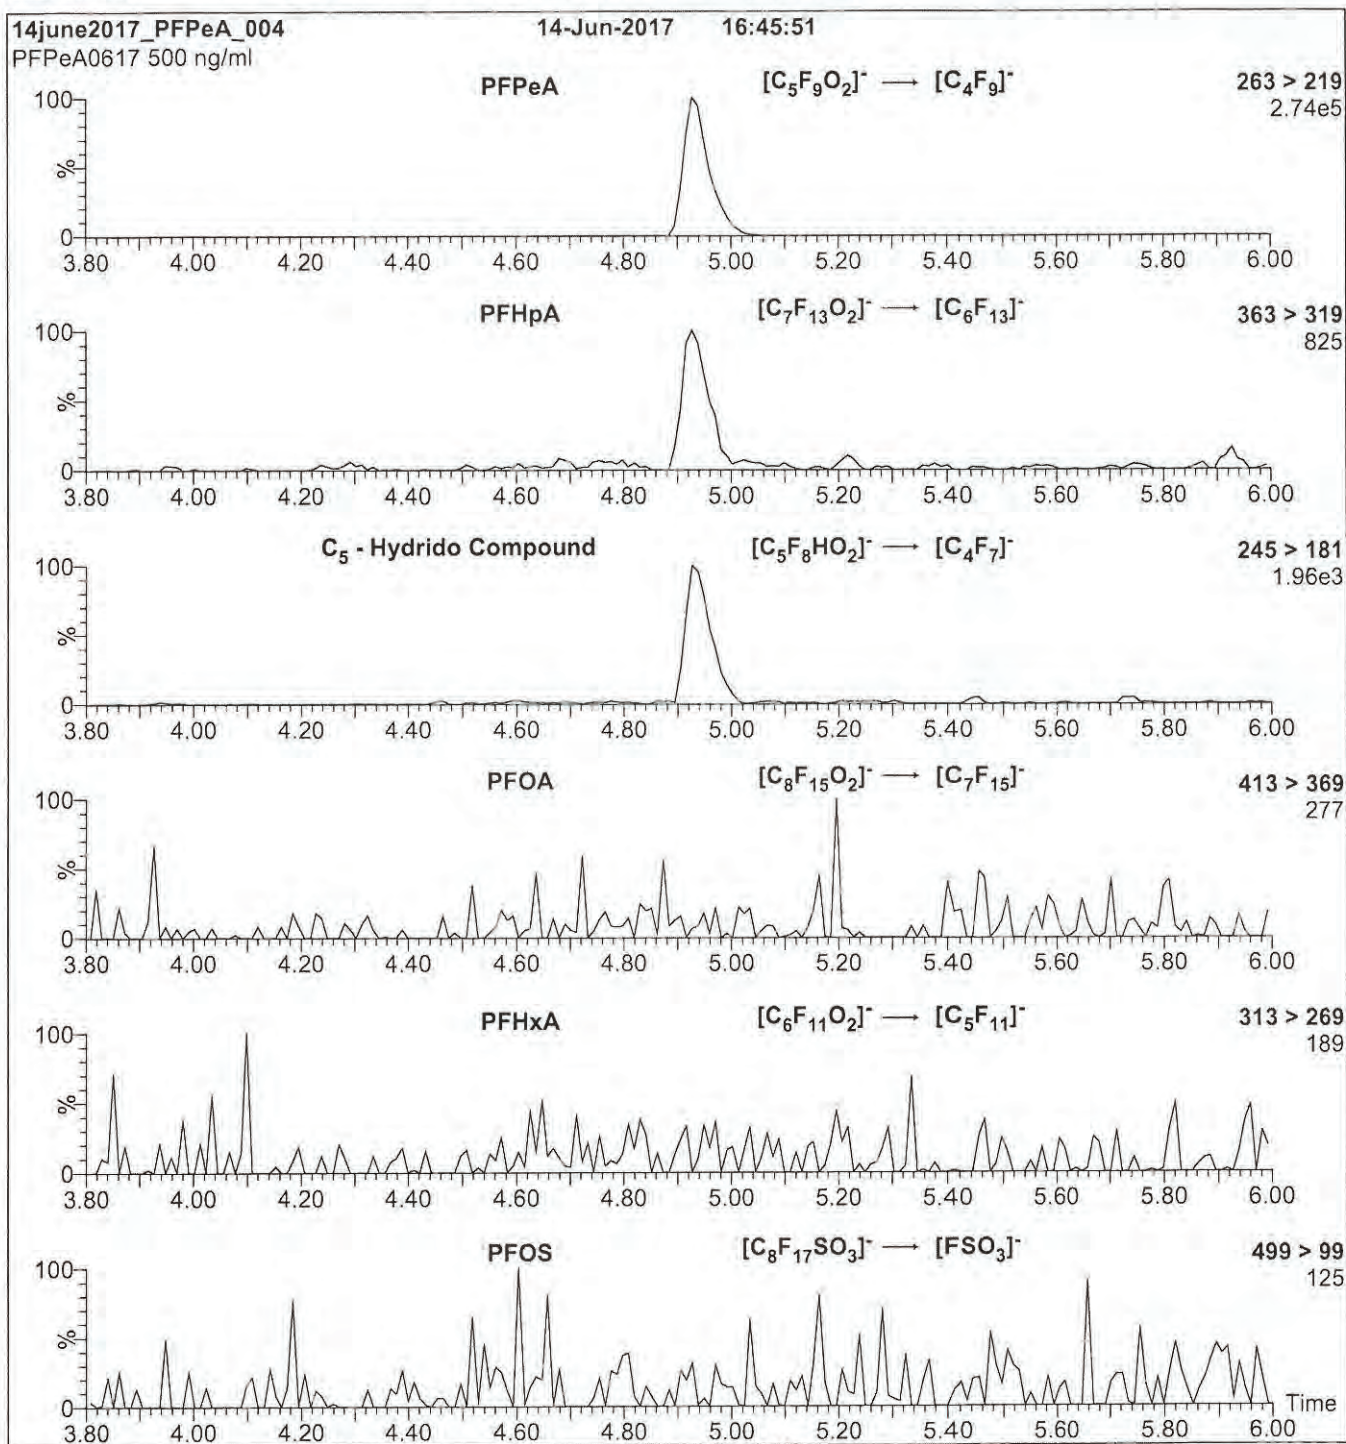 14june2017_PFPeA_004 14-Jun-2017 16:45:51
PFPeA0617 500 ng/ml
PFPeA [C5F9O2]- → [C4F9]- 263 > 219
2.74e5
100
%
0
3.80 4.00 4.20 4.40 4.60 4.80 5.00 5.20 5.40 5.60 5.80 6.00
PFHpA [C7F13O2]- → [C6F13]- 363 > 319
825
100
%
0
3.80 4.00 4.20 4.40 4.60 4.80 5.00 5.20 5.40 5.60 5.80 6.00
C5 - Hydrido Compound [C5F8HO2]- → [C4F7]- 245 > 181
1.96e3
100
%
0
3.80 4.00 4.20 4.40 4.60 4.80 5.00 5.20 5.40 5.60 5.80 6.00
PFOA [C8F15O2]- → [C7F15]- 413 > 369
277
100
%
0
3.80 4.00 4.20 4.40 4.60 4.80 5.00 5.20 5.40 5.60 5.80 6.00
PFHxA [C6F11O2]- → [C5F11]- 313 > 269
189
100
%
0
3.80 4.00 4.20 4.40 4.60 4.80 5.00 5.20 5.40 5.60 5.80 6.00
PFOS [C8F17SO3]- → [FSO3]- 499 > 99
125
100
%
0 Time
3.80 4.00 4.20 4.40 4.60 4.80 5.00 5.20 5.40 5.60 5.80 6.00